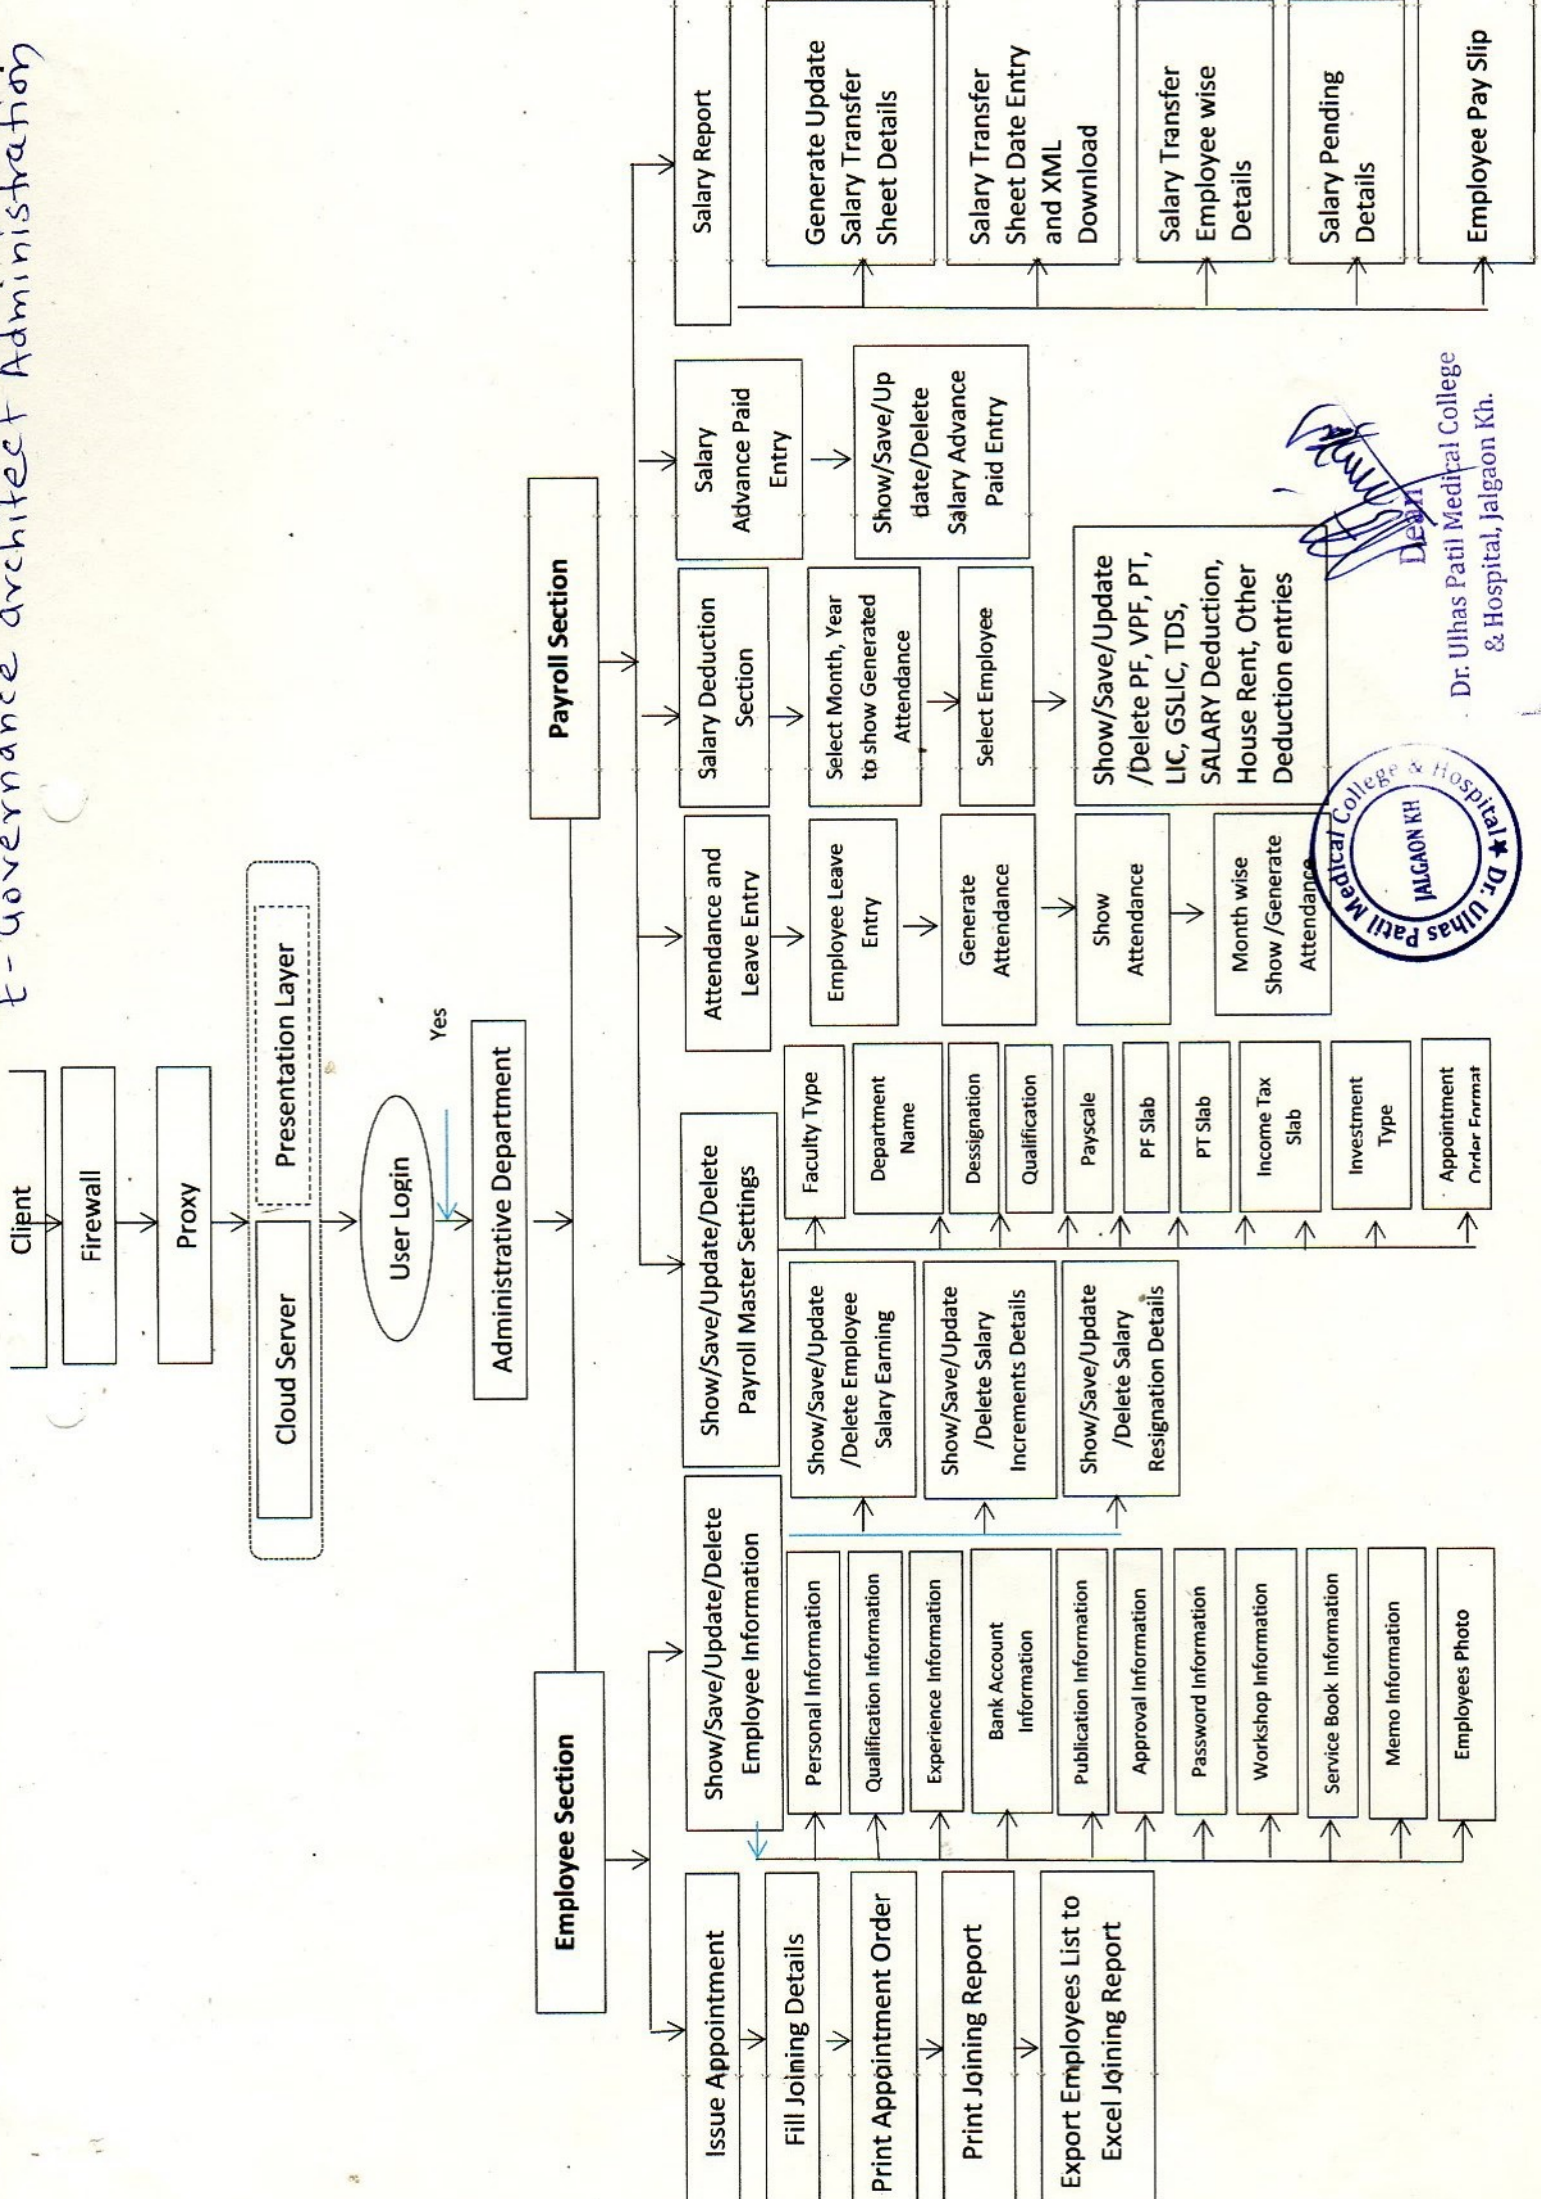 E-Governance architect Administration
Client
Firewall
Proxy
Cloud Server
Presentation Layer
User Login
Yes
Administrative Department
Employee Section
Payroll Section
Issue Appointment
Fill Joining Details
Print Appointment Order
Print Joining Report
Export Employees List to
Excel Joining Report
Show/Save/Update/Delete
Employee Information
Personal Information
Qualification Information
Experience Information
Bank Account
Information
Publication Information
Approval Information
Password Information
Workshop Information
Service Book Information
Memo Information
Employees Photo
Show/Save/Update
/Delete Employee
Salary Earning
Show/Save/Update
/Delete Salary
Increments Details
Show/Save/Update
/Delete Salary
Resignation Details
Show/Save/Update/Delete
Payroll Master Settings
Faculty Type
Department
Name
Dessignation
Qualification
Payscale
PF Slab
PT Slab
Income Tax
Slab
Investment
Type
Appointment
Order Format
Attendance and
Leave Entry
Employee Leave
Entry
Generate
Attendance
Show
Attendance
Month wise
Show /Generate
Attendance
Salary Deduction
Section
Select Month, Year
to show Generated
Attendance
Select Employee
Show/Save/Update
/Delete PF, VPF, PT,
LIC, GSLIC, TDS,
SALARY Deduction,
House Rent, Other
Deduction entries
Salary
Advance Paid
Entry
Show/Save/Up
date/Delete
Salary Advance
Paid Entry
Salary Report
Generate Update
Salary Transfer
Sheet Details
Salary Transfer
Sheet Date Entry
and XML
Download
Salary Transfer
Employee wise
Details
Salary Pending
Details
Employee Pay Slip
Dr. Ulhas Patil Medical College & Hospital ★
JALGAON KH
Dean
Dr. Ulhas Patil Medical College
& Hospital, Jalgaon Kh.